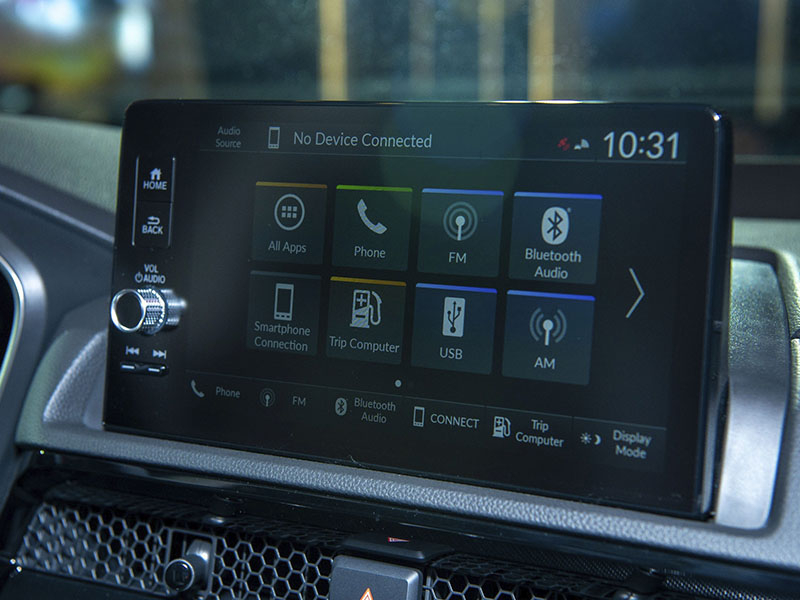 Audio
Source
No Device Connected
10:31
HOME
BACK
VOL
AUDIO
All Apps
Phone
FM
Bluetooth
Audio
Smartphone
Connection
Trip Computer
USB
AM
Phone
FM
Bluetooth
Audio
CONNECT
Trip
Computer
Display
Mode